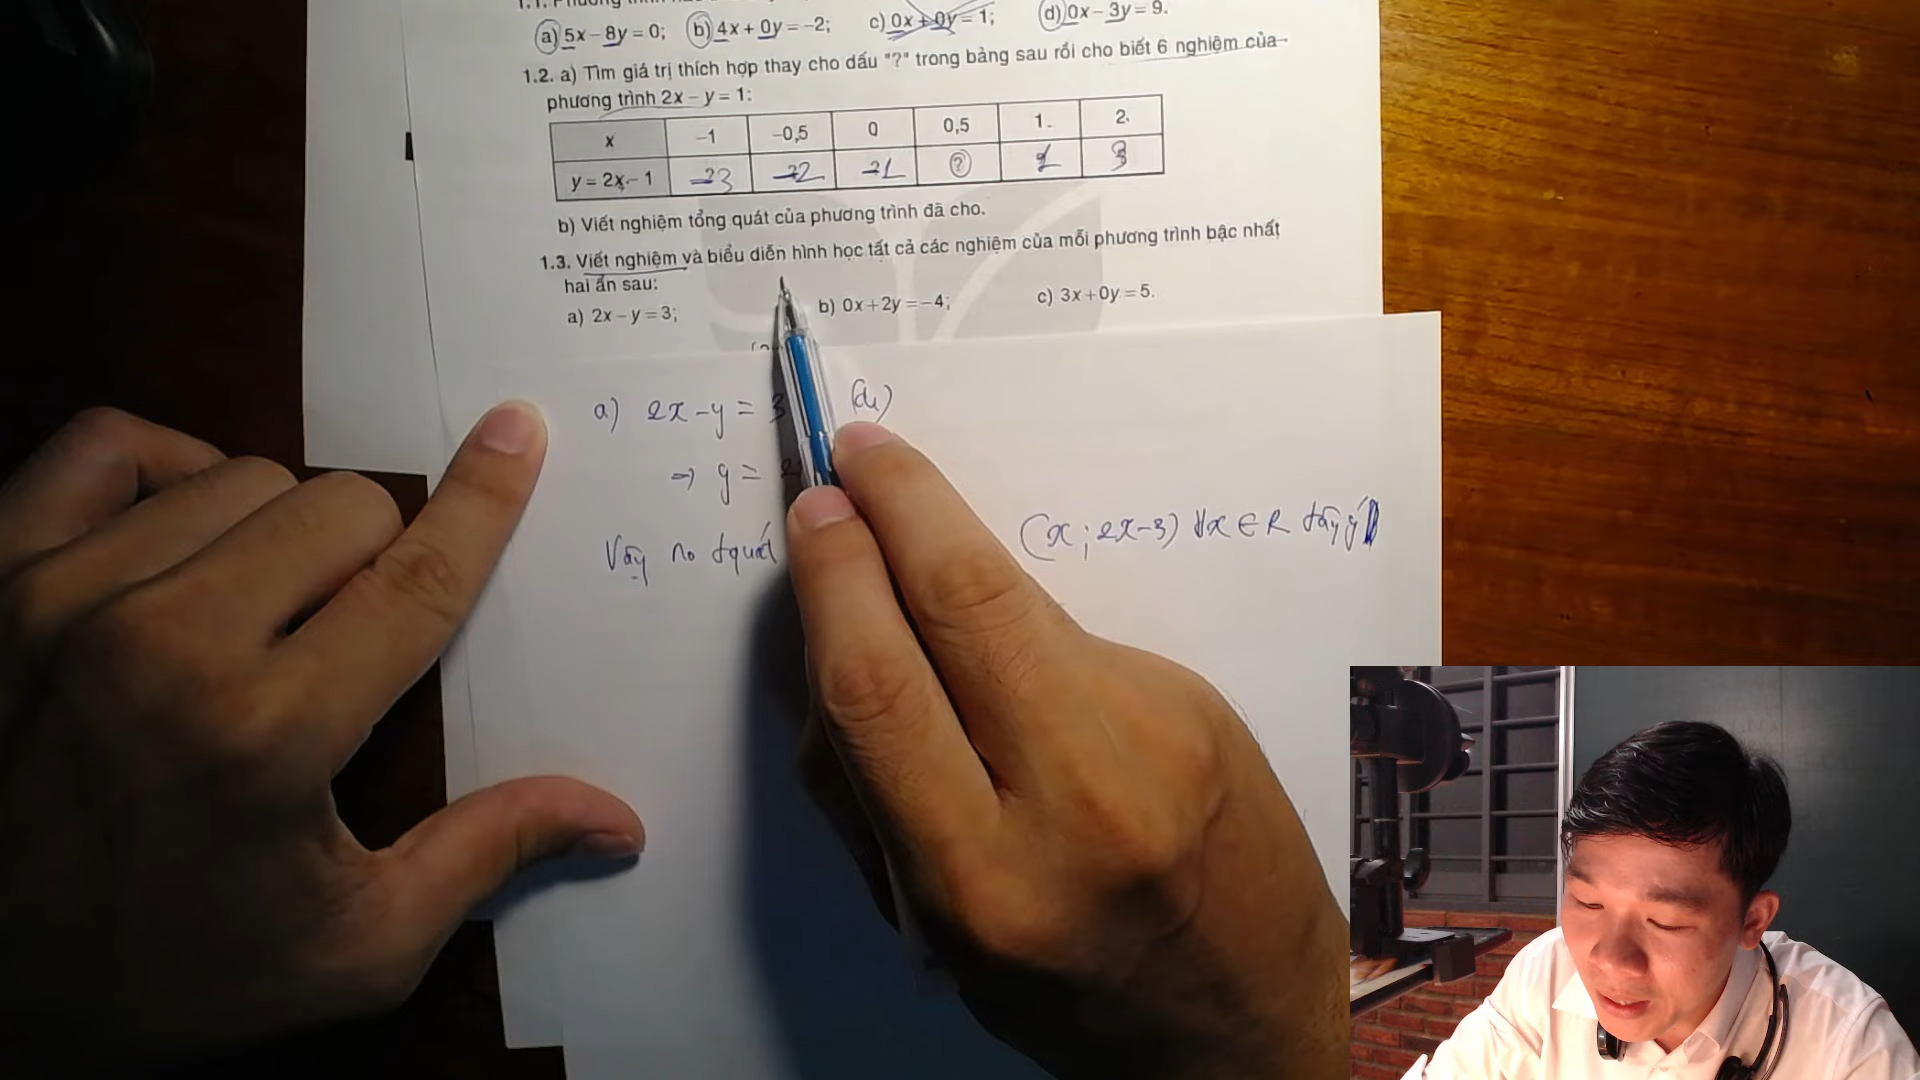 a) 5x – 8y = 0; b) 4x + 0y = –2; c) 0x + 0y = 1; d) 0x – 3y = 9.
1.2. a) Tìm giá trị thích hợp thay cho dấu "?" trong bảng sau rồi cho biết 6 nghiệm của
phương trình 2x – y = 1:
x –1 –0,5 0 0,5 1 2
y = 2x – 1 –3 –2 –1 ? 1 3
b) Viết nghiệm tổng quát của phương trình đã cho.
1.3. Viết nghiệm và biểu diễn hình học tất cả các nghiệm của mỗi phương trình bậc nhất
hai ẩn sau:
a) 2x – y = 3; b) 0x + 2y = –4; c) 3x + 0y = 5.
a) 2x – y = 3 (d₁)
⇒ y = 2
Vậy no tquát (x; 2x – 3) ∀x ∈ R tùy ý